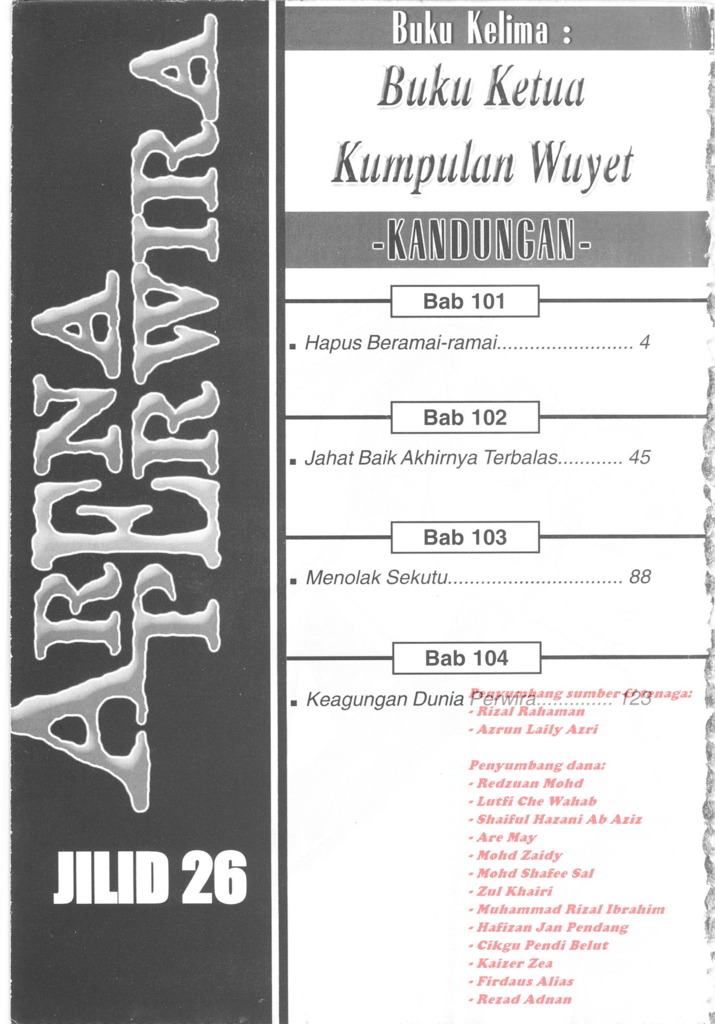 ARENA
PERWIRA
JILID 26
Buku Kelima :
Buku Ketua
Kumpulan Wuyet
-KANDUNGAN-
Bab 101
▪ Hapus Beramai-ramai......................... 4
Bab 102
▪ Jahat Baik Akhirnya Terbalas............ 45
Bab 103
▪ Menolak Sekutu................................ 88
Bab 104
▪ Keagungan Dunia Perwira.............. 123
Penyumbang sumber & tenaga:
- Rizal Rahaman
- Azrun Laily Azri
Penyumbang dana:
- Redzuan Mohd
- Lutfi Che Wahab
- Shaiful Hazani Ab Aziz
- Are May
- Mohd Zaidy
- Mohd Shafee Sal
- Zul Khairi
- Muhammad Rizal Ibrahim
- Hafizan Jan Pendang
- Cikgu Pendi Belut
- Kaizer Zea
- Firdaus Alias
- Rezad Adnan